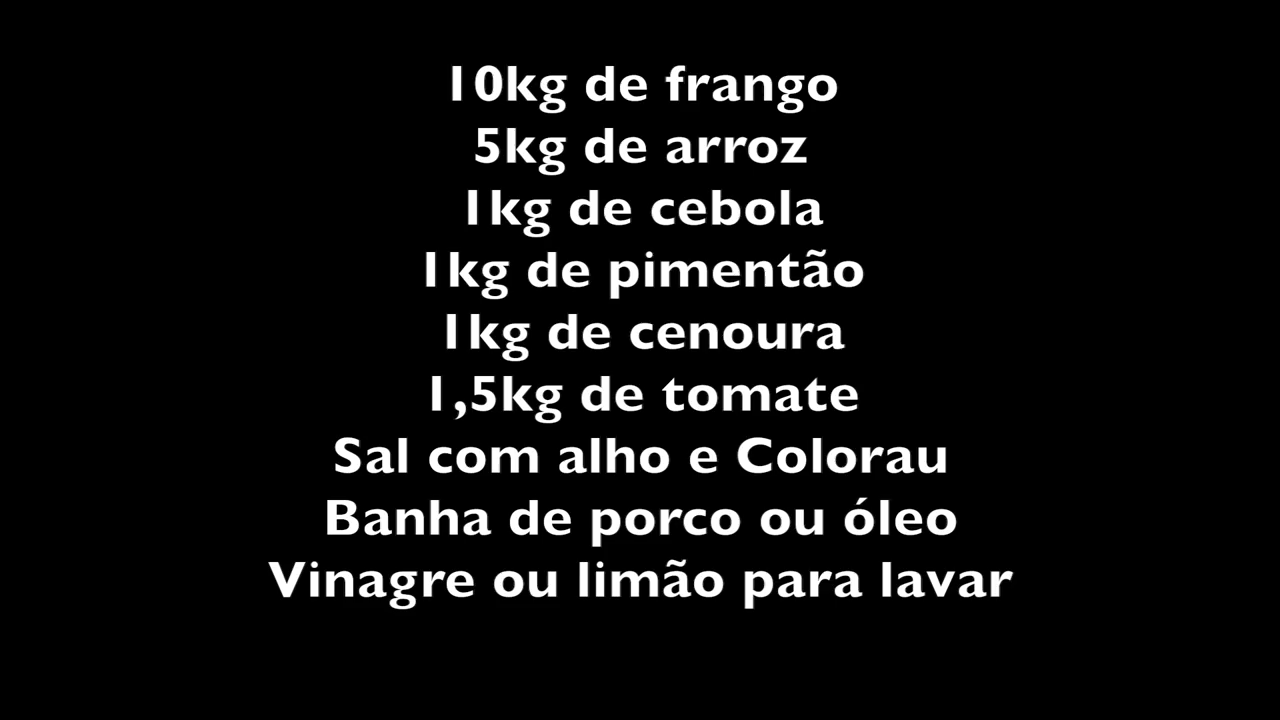 10kg de frango
5kg de arroz
1kg de cebola
1kg de pimentão
1kg de cenoura
1,5kg de tomate
Sal com alho e Colorau
Banha de porco ou óleo
Vinagre ou limão para lavar